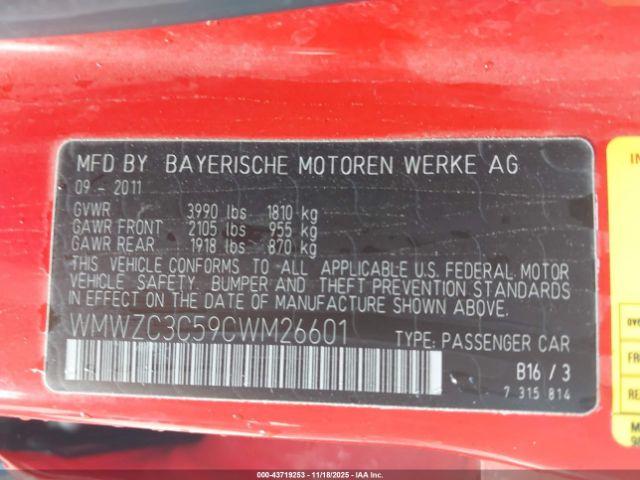 MFD BY BAYERISCHE MOTOREN WERKE AG
09 - 2011
GVWR 3990 lbs 1810 kg
GAWR FRONT 2105 lbs 955 kg
GAWR REAR 1918 lbs 870 kg
THIS VEHICLE CONFORMS TO ALL APPLICABLE U.S. FEDERAL MOTOR
VEHICLE SAFETY, BUMPER AND THEFT PREVENTION STANDARDS
IN EFFECT ON THE DATE OF MANUFACTURE SHOWN ABOVE.
WMWZC3C59CWM26601 TYPE: PASSENGER CAR
B16 / 3
7 315 814
000-43719253 - 11/18/2025 - IAA Inc.